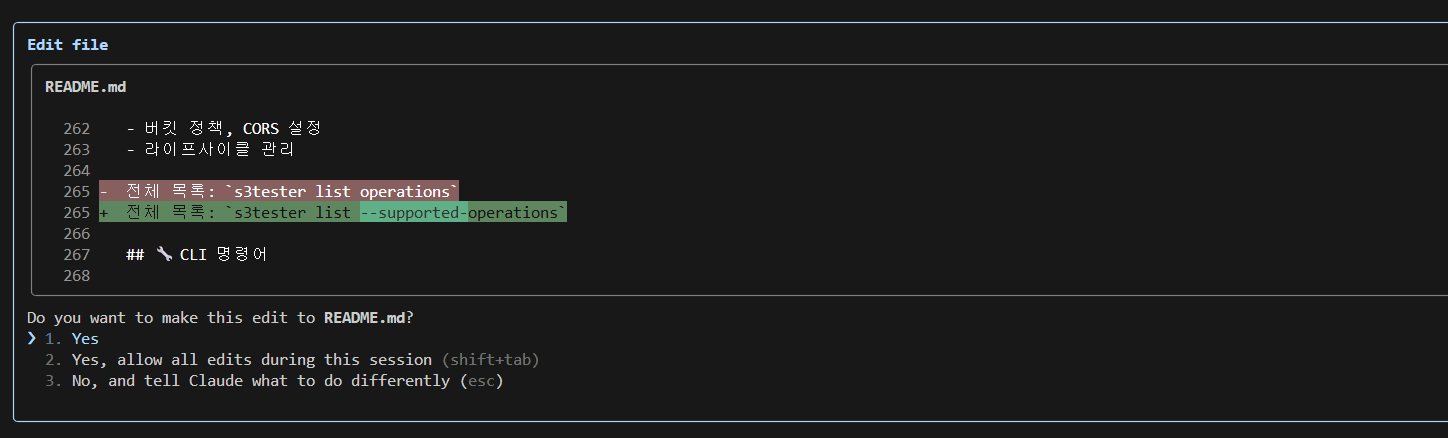 Edit file
README.md
262 - 버킷 정책, CORS 설정
263 - 라이프사이클 관리
264
265 - 전체 목록: `s3tester list operations`
265 + 전체 목록: `s3tester list --supported-operations`
266
267 ## 🔧 CLI 명령어
268
Do you want to make this edit to README.md?
❯ 1. Yes
2. Yes, allow all edits during this session (shift+tab)
3. No, and tell Claude what to do differently (esc)